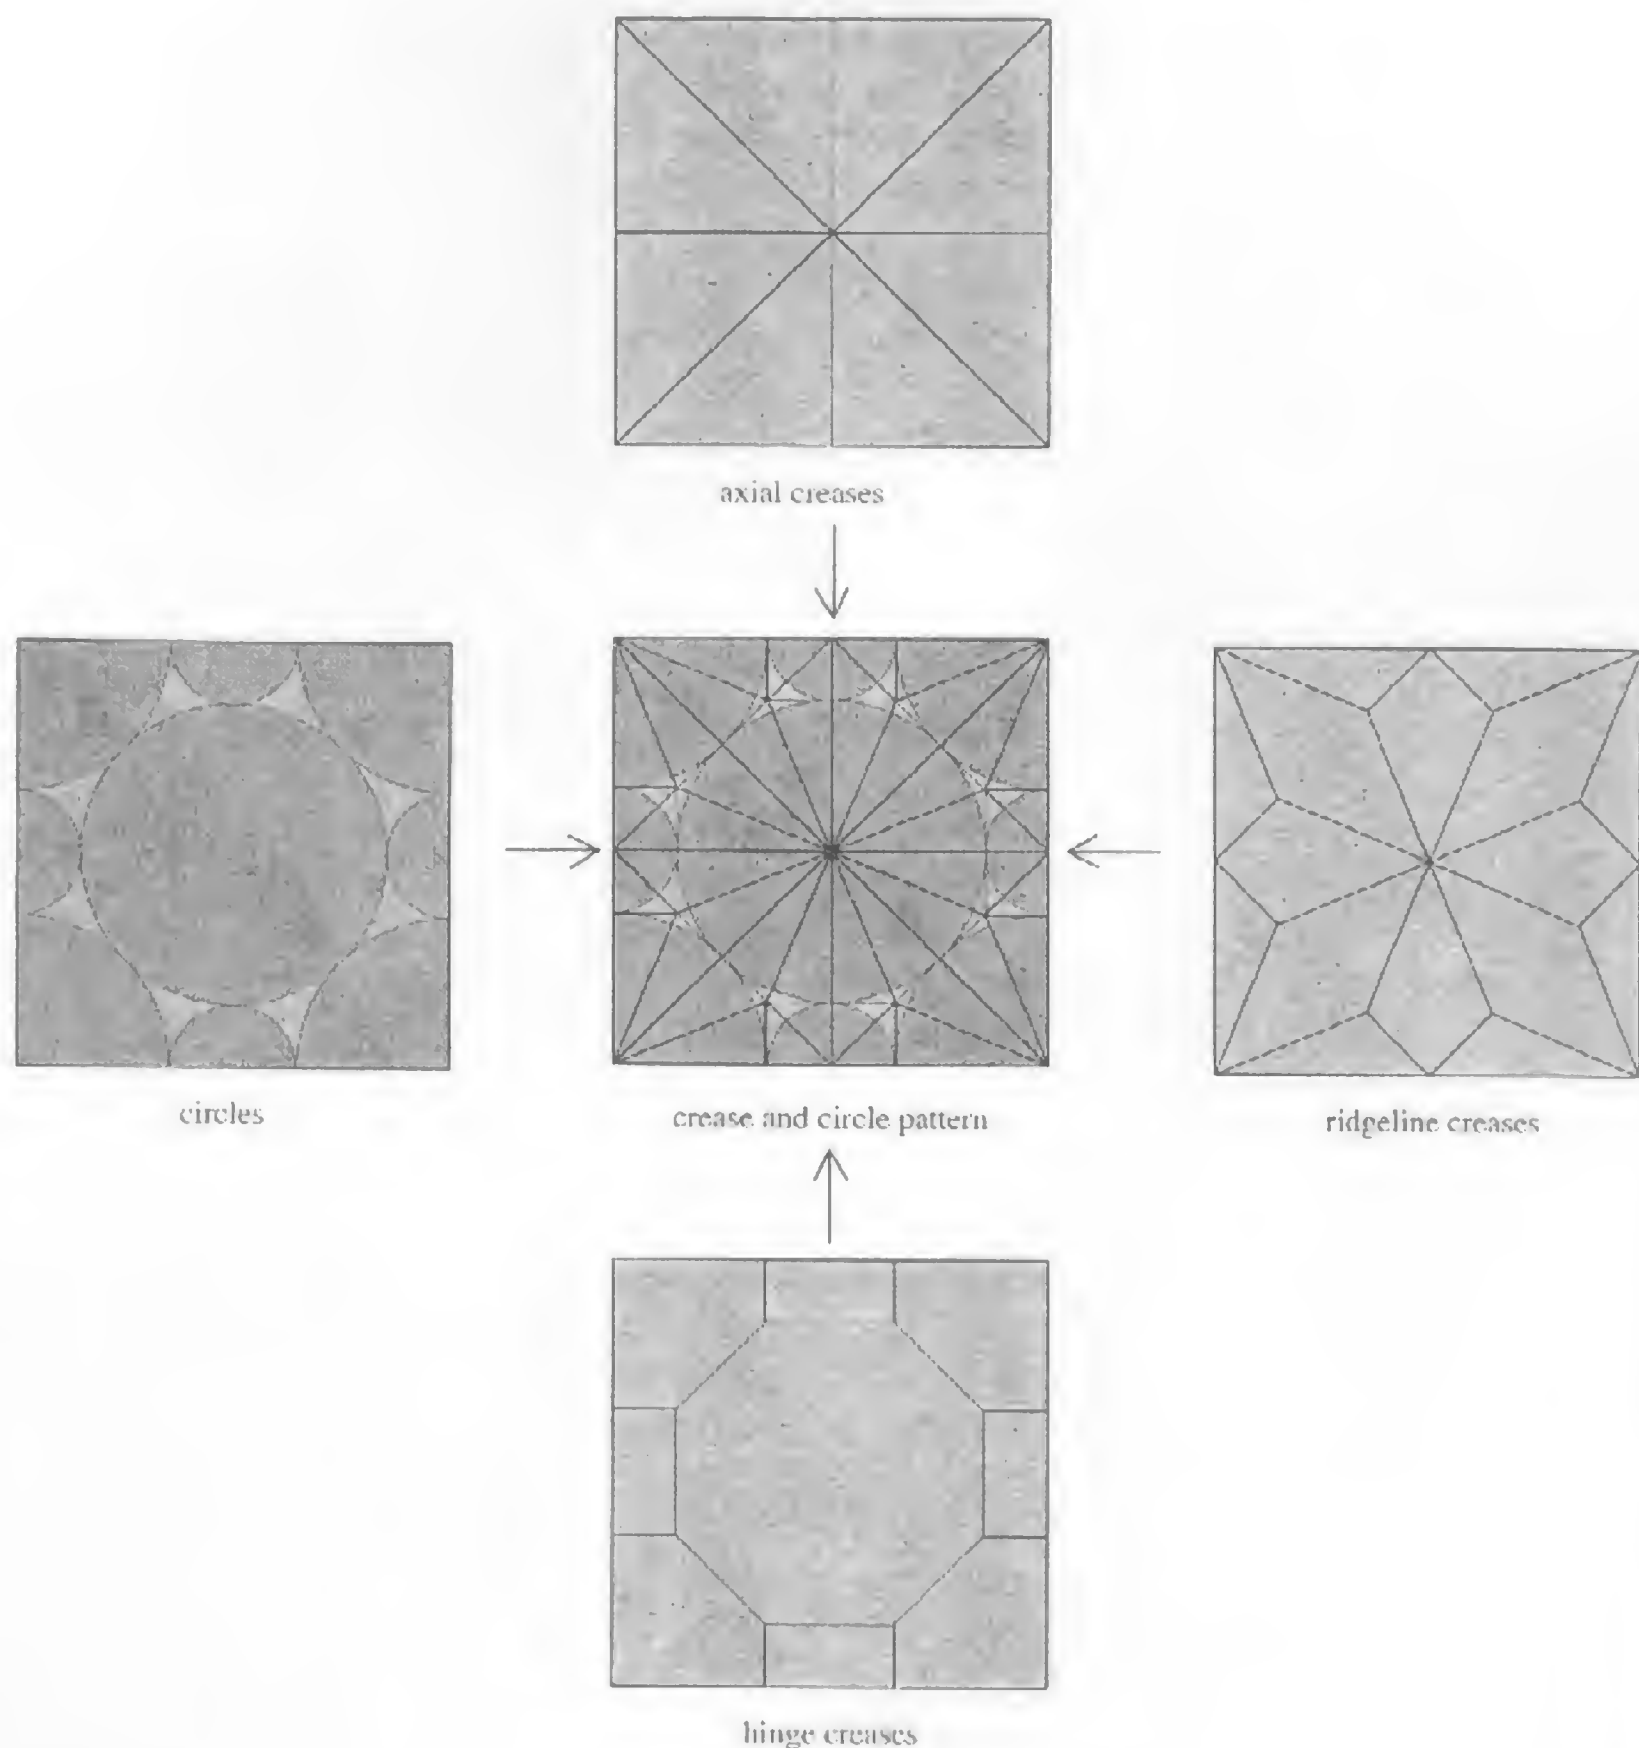 axial creases
circles
crease and circle pattern
ridgeline creases
hinge creases